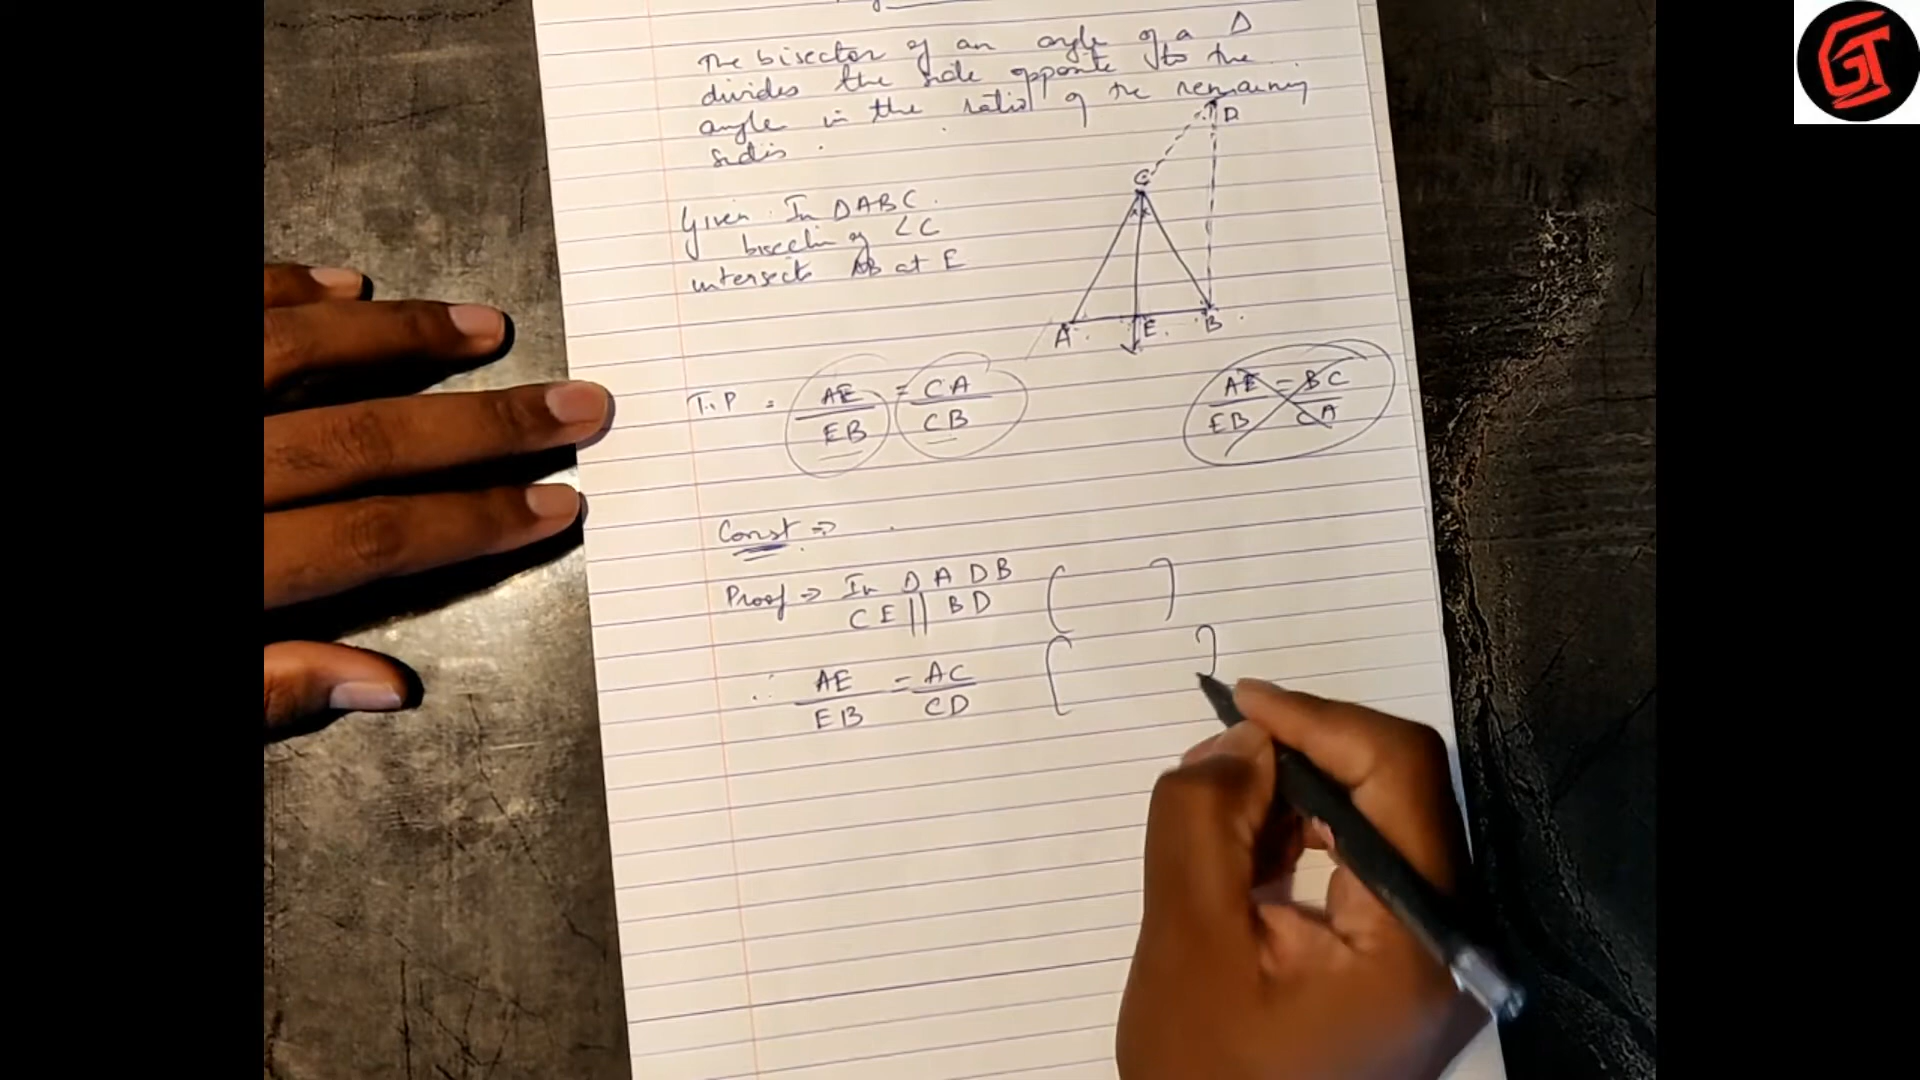 The bisector of an angle of a Δ
divides the side opposite to the
angle in the ratio of the remaining
sides.
D
C
Given. In ΔABC.
bisection of ∠C
intersects AB at E
A E B
T.P = AE/EB = CA/CB
AE/EB = BC/CA
Const ⇒
Proof ⇒ In Δ ADB
CE || BD
∴ AE/EB = AC/CD
GT